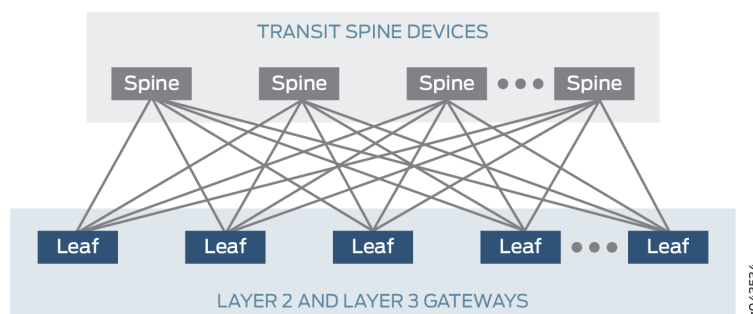 TRANSIT SPINE DEVICES
Spine Spine Spine Spine
Leaf Leaf Leaf Leaf Leaf
LAYER 2 AND LAYER 3 GATEWAYS